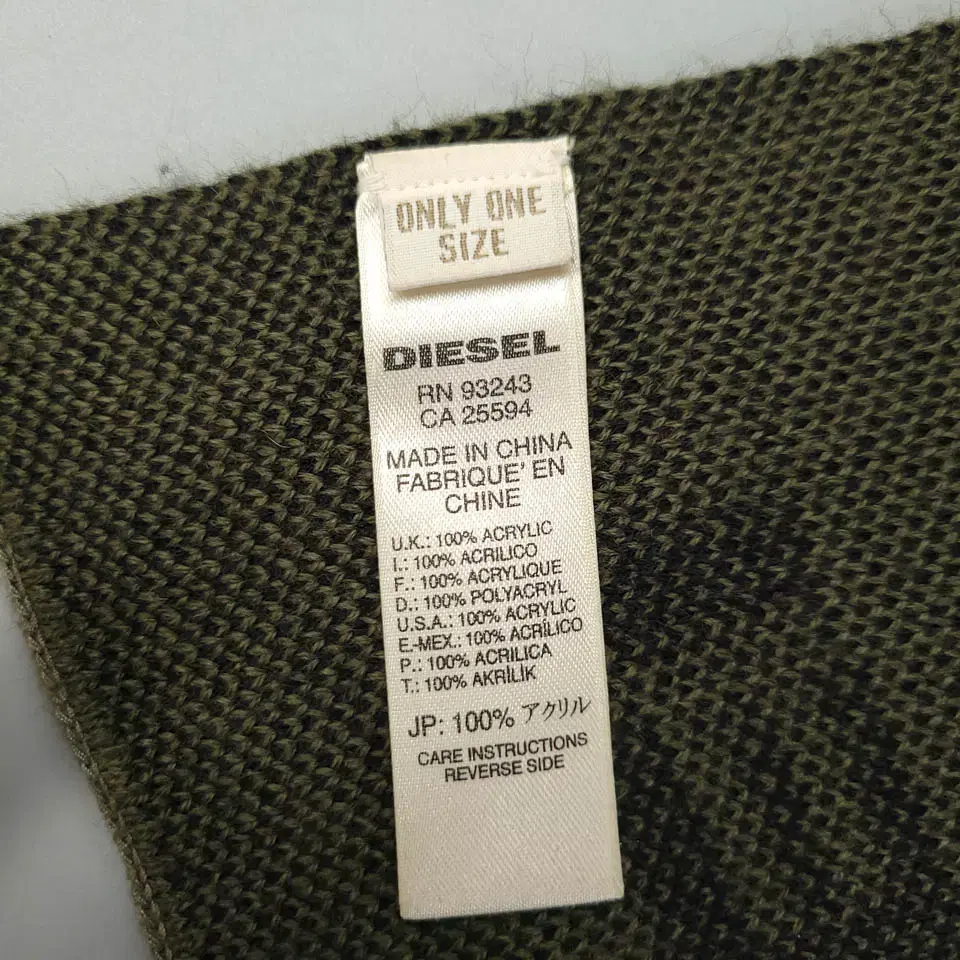 ONLY ONE
SIZE
DIESEL
RN 93243
CA 25594
MADE IN CHINA
FABRIQUE' EN
CHINE
U.K.: 100% ACRYLIC
I.: 100% ACRILICO
F.: 100% ACRYLIQUE
D.: 100% POLYACRYL
U.S.A.: 100% ACRYLIC
E.-MEX.: 100% ACRÍLICO
P.: 100% ACRILICA
T.: 100% AKRİLİK
JP: 100% アクリル
CARE INSTRUCTIONS
REVERSE SIDE